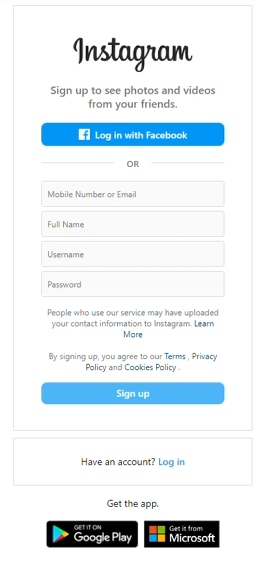 Instagram
Sign up to see photos and videos
from your friends.
Log in with Facebook
OR
Mobile Number or Email
Full Name
Username
Password
People who use our service may have uploaded
your contact information to Instagram. Learn
More
By signing up, you agree to our Terms , Privacy
Policy and Cookies Policy .
Sign up
Have an account? Log in
Get the app.
GET IT ON
Google Play
Get it from
Microsoft